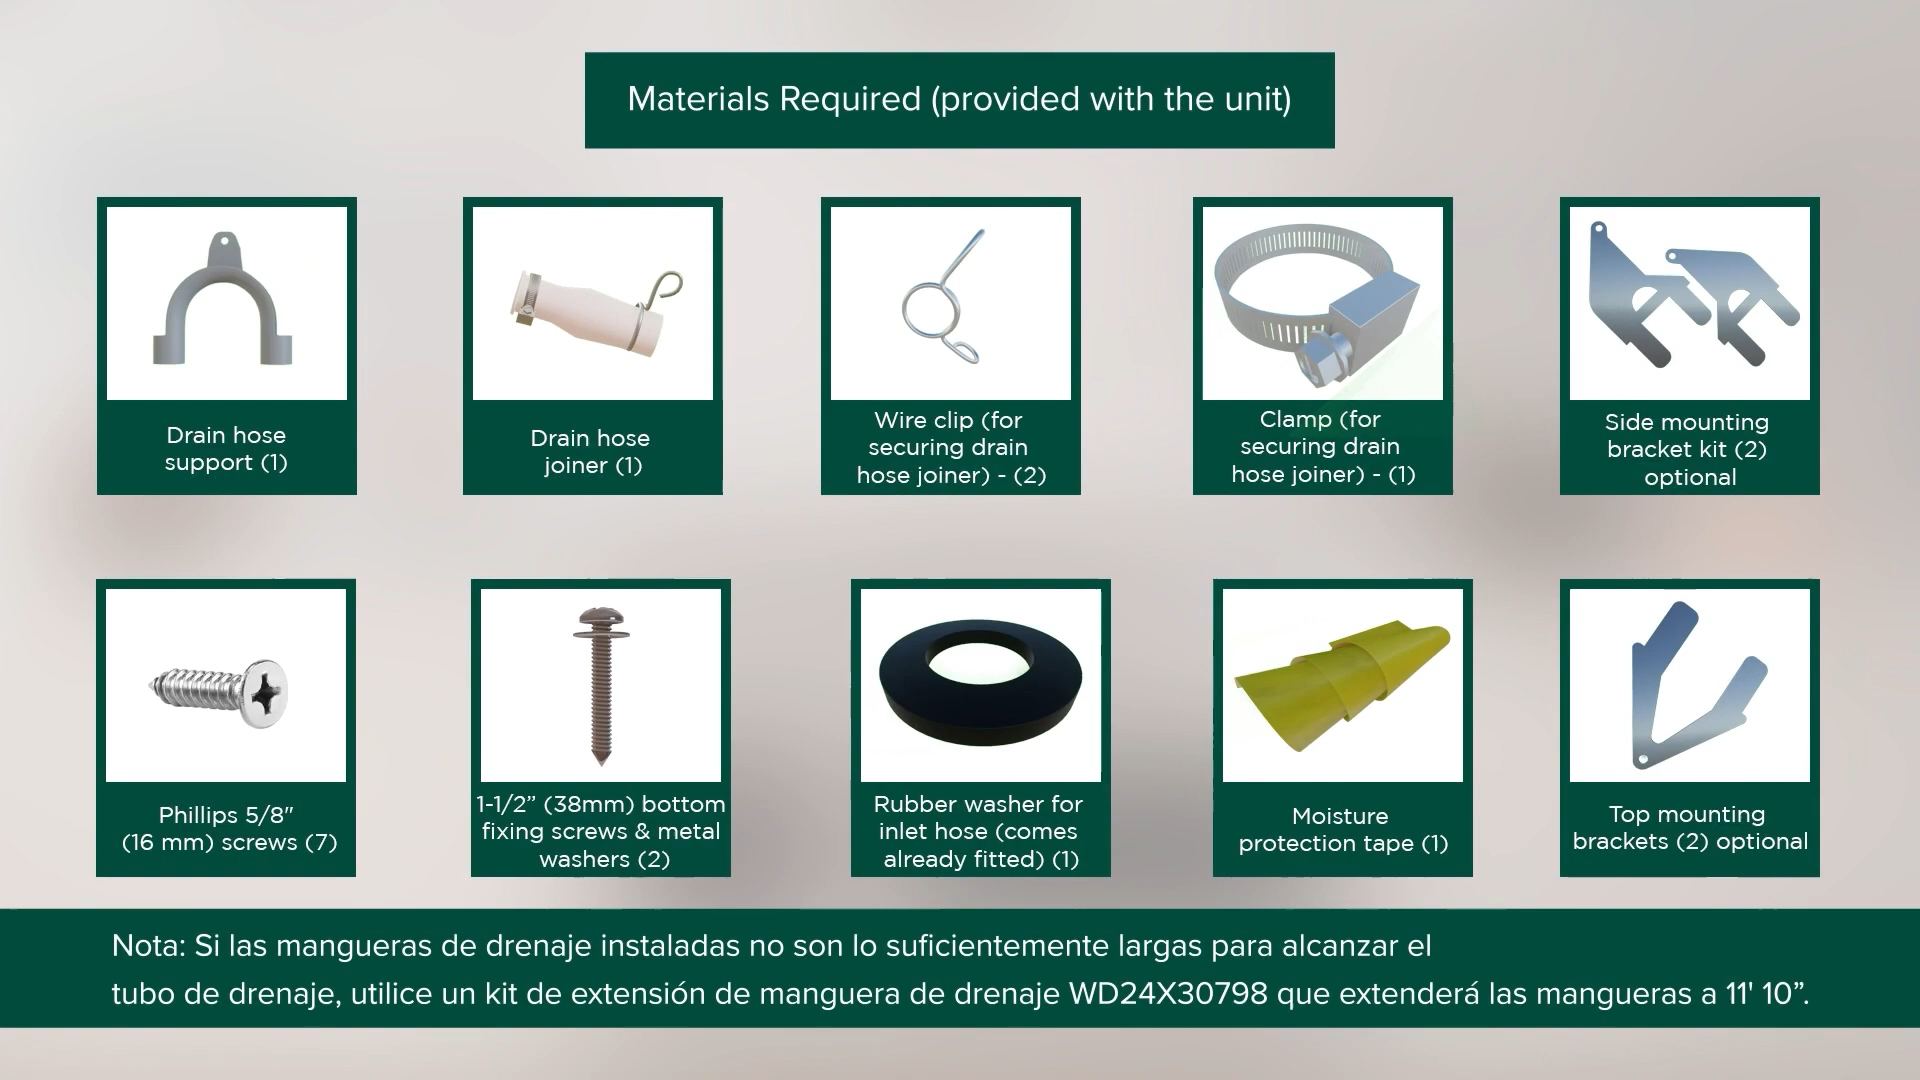 Materials Required (provided with the unit)
Drain hose
support (1)
Drain hose
joiner (1)
Wire clip (for
securing drain
hose joiner) - (2)
Clamp (for
securing drain
hose joiner) - (1)
Side mounting
bracket kit (2)
optional
Phillips 5/8"
(16 mm) screws (7)
1-1/2” (38mm) bottom
fixing screws & metal
washers (2)
Rubber washer for
inlet hose (comes
already fitted) (1)
Moisture
protection tape (1)
Top mounting
brackets (2) optional
Nota: Si las mangueras de drenaje instaladas no son lo suficientemente largas para alcanzar el
tubo de drenaje, utilice un kit de extensión de manguera de drenaje WD24X30798 que extenderá las mangueras a 11' 10”.